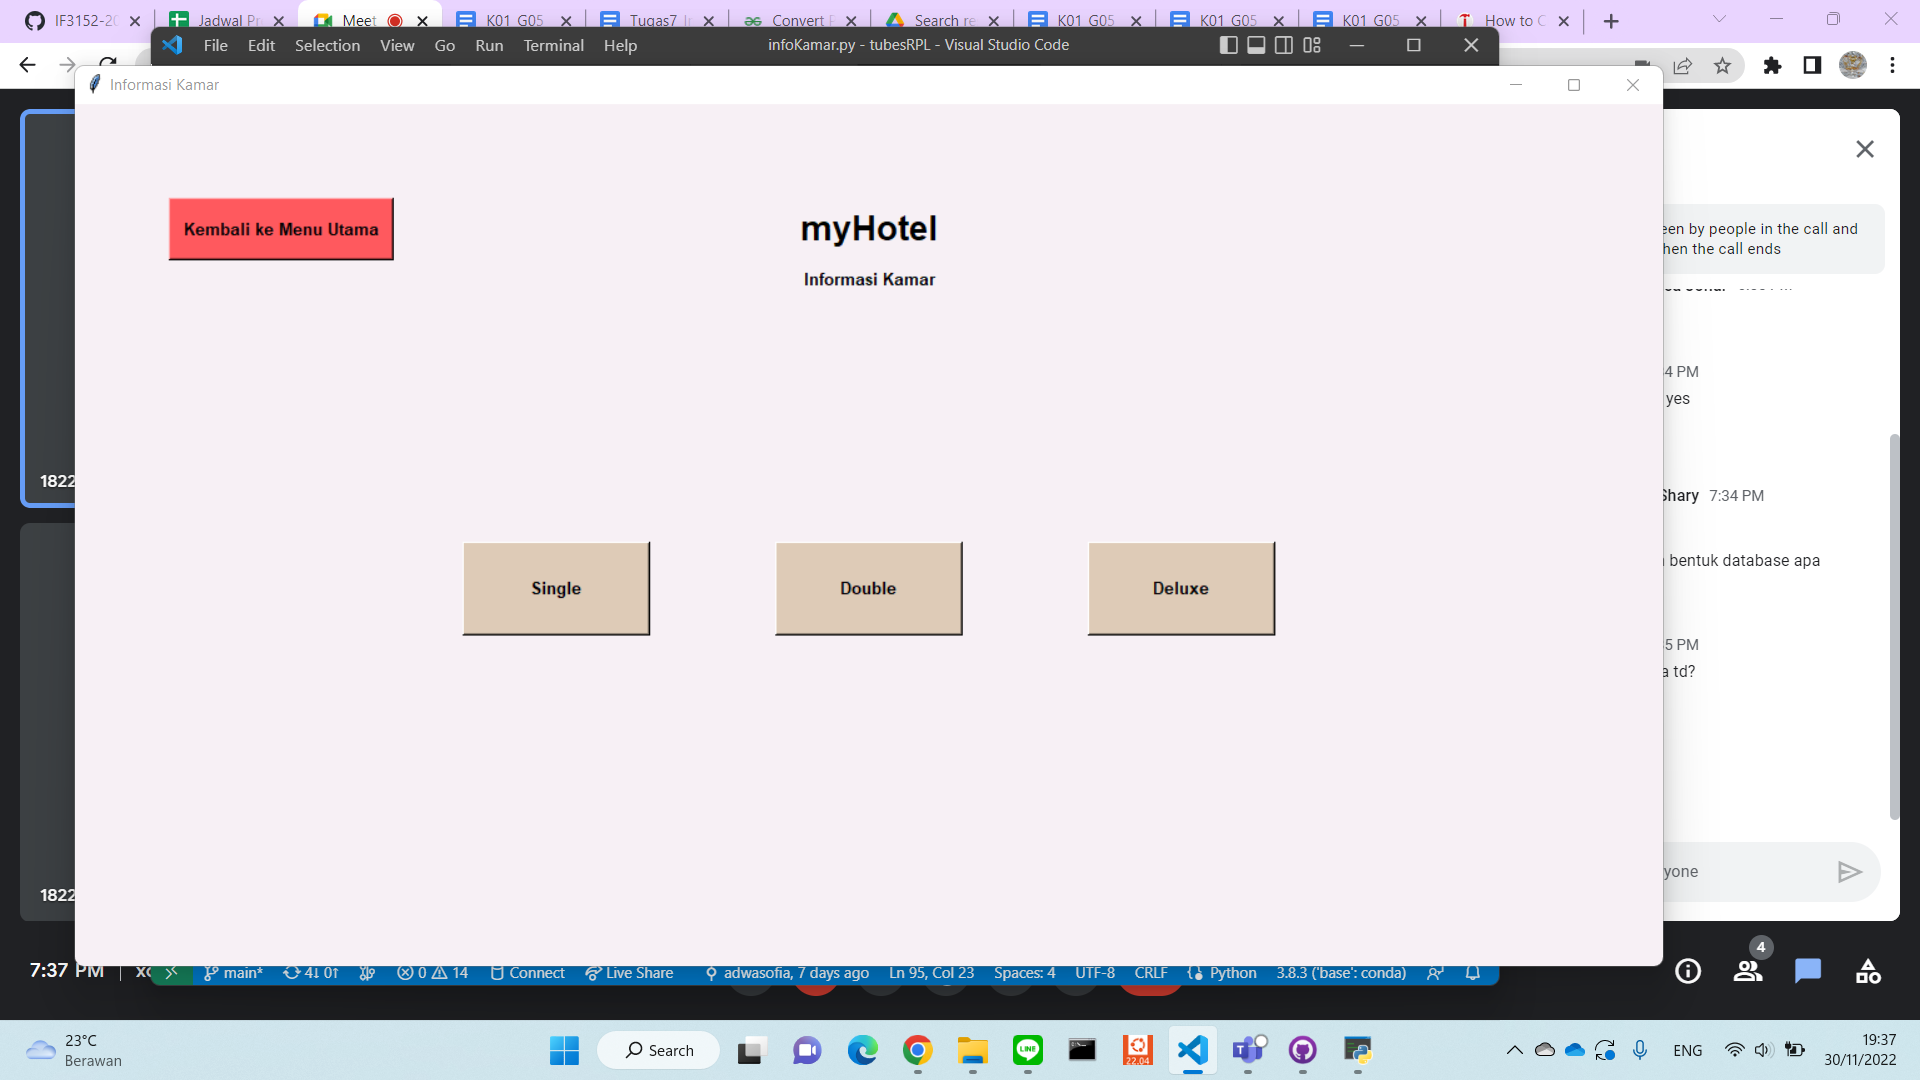 IF3152-20
Jadwal Pr
Meet
K01_G05
Tugas7_I
Convert
Search re
K01_G05
K01_G05
K01_G05
How to C
File Edit Selection View Go Run Terminal Help
infoKamar.py - tubesRPL - Visual Studio Code
Informasi Kamar
Kembali ke Menu Utama
myHotel
Informasi Kamar
Single
Double
Deluxe
een by people in the call and
hen the call ends
4 PM
yes
Shary 7:34 PM
bentuk database apa
5 PM
a td?
yone
1822
1822
7:37 PM
4
main* 4↓ 0↑ 0 14 Connect Live Share adwasofia, 7 days ago Ln 95, Col 23 Spaces: 4 UTF-8 CRLF Python 3.8.3 ('base': conda)
23°C
Berawan
Search
LINE
22.04
ENG
19:37
30/11/2022